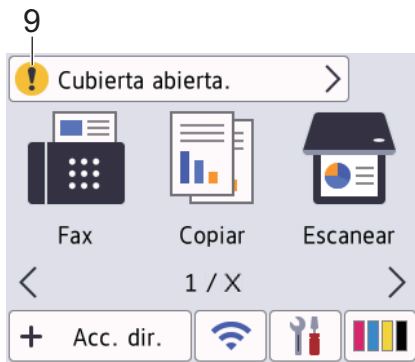 9
Cubierta abierta.
Fax Copiar Escanear
1 / X
+ Acc. dir.